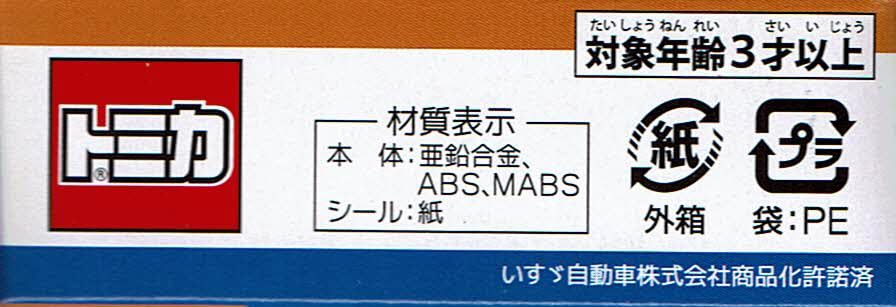 たいしょうねんれい さい いじょう
対象年齢3才以上
トミカ®
材質表示
本 体:亜鉛合金、
ABS、MABS
シール:紙
紙
外箱
プラ
袋:PE
いすゞ自動車株式会社商品化許諾済